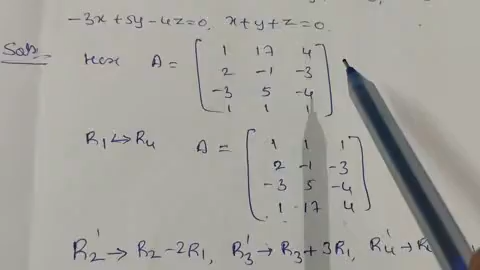 -3x+5y-4z=0, x+y+z=0.
Soln Here A = [ 1 17 4
2 -1 -3
-3 5 -4
1 1 1 ]
R1↔R4 A = [ 1 1 1
2 -1 -3
-3 5 -4
1 -17 4 ]
R2' → R2-2R1, R3' → R3+3R1, R4' →